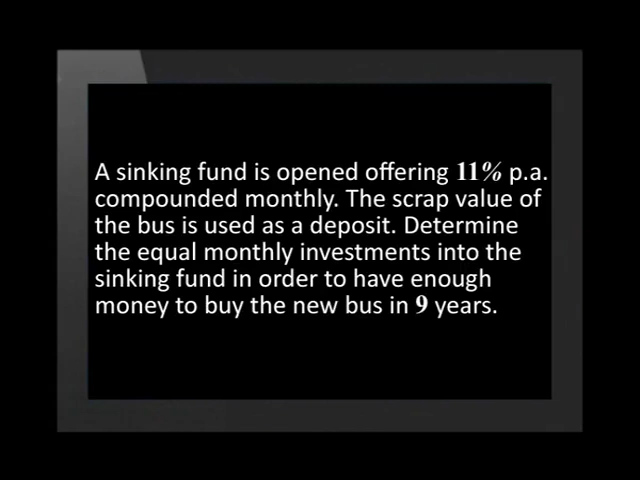 A sinking fund is opened offering 11% p.a.
compounded monthly. The scrap value of
the bus is used as a deposit. Determine
the equal monthly investments into the
sinking fund in order to have enough
money to buy the new bus in 9 years.